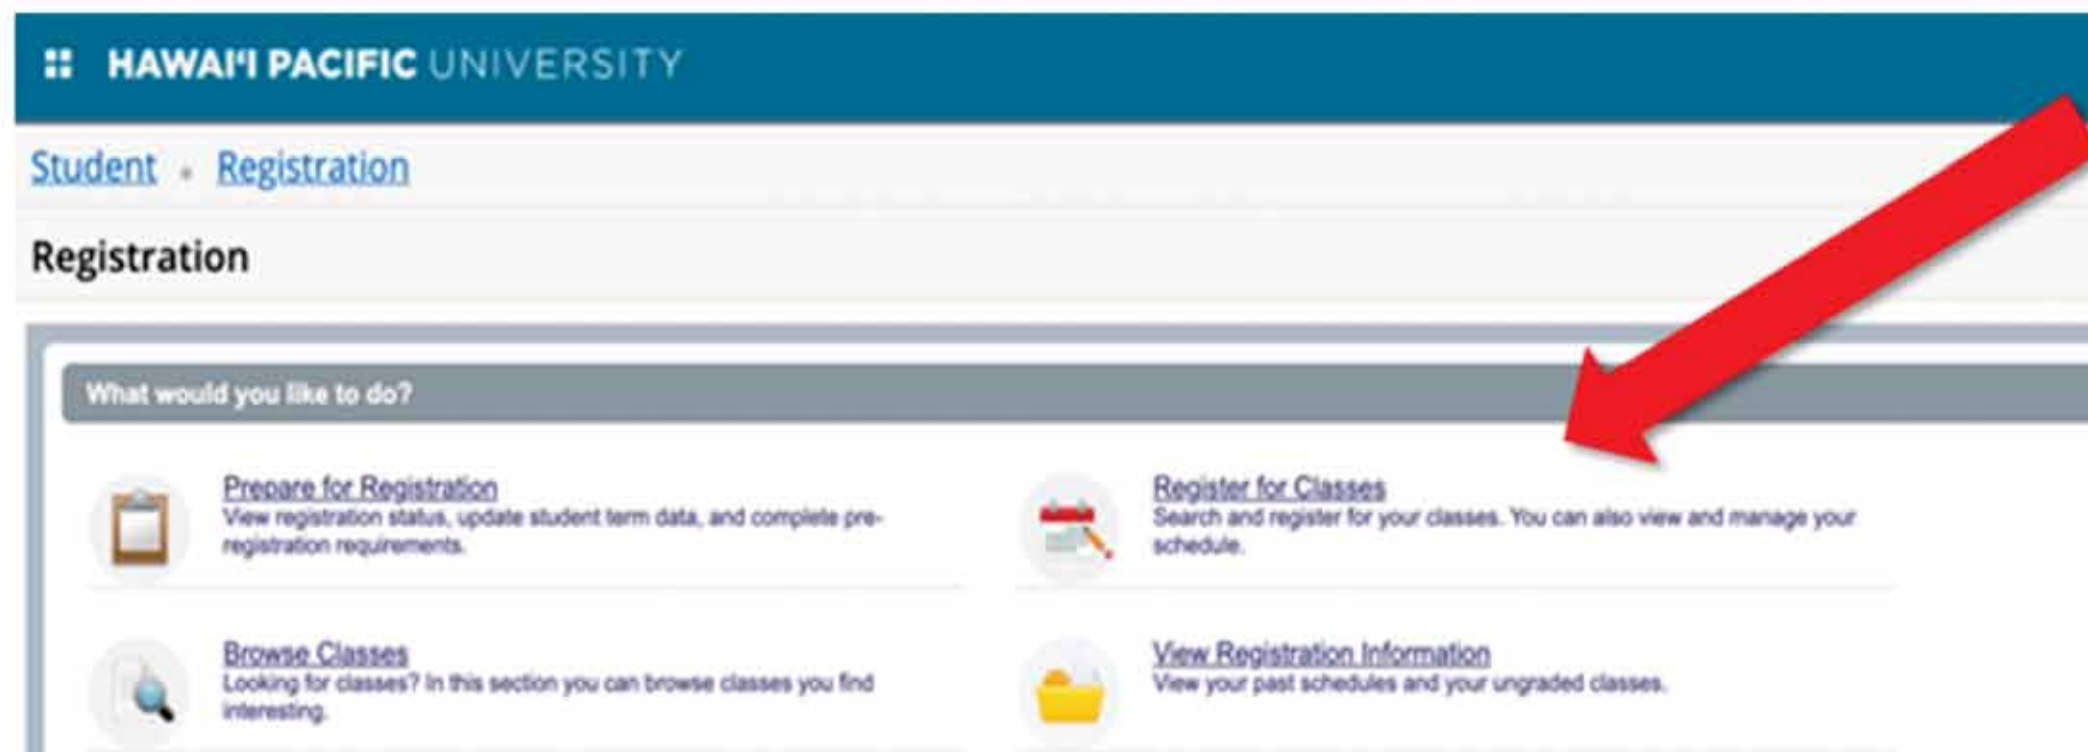 HAWAI'I PACIFIC UNIVERSITY
Student • Registration
Registration
What would you like to do?
Prepare for Registration
View registration status, update student term data, and complete pre-
registration requirements.
Register for Classes
Search and register for your classes. You can also view and manage your
schedule.
Browse Classes
Looking for classes? In this section you can browse classes you find
interesting.
View Registration Information
View your past schedules and your ungraded classes.